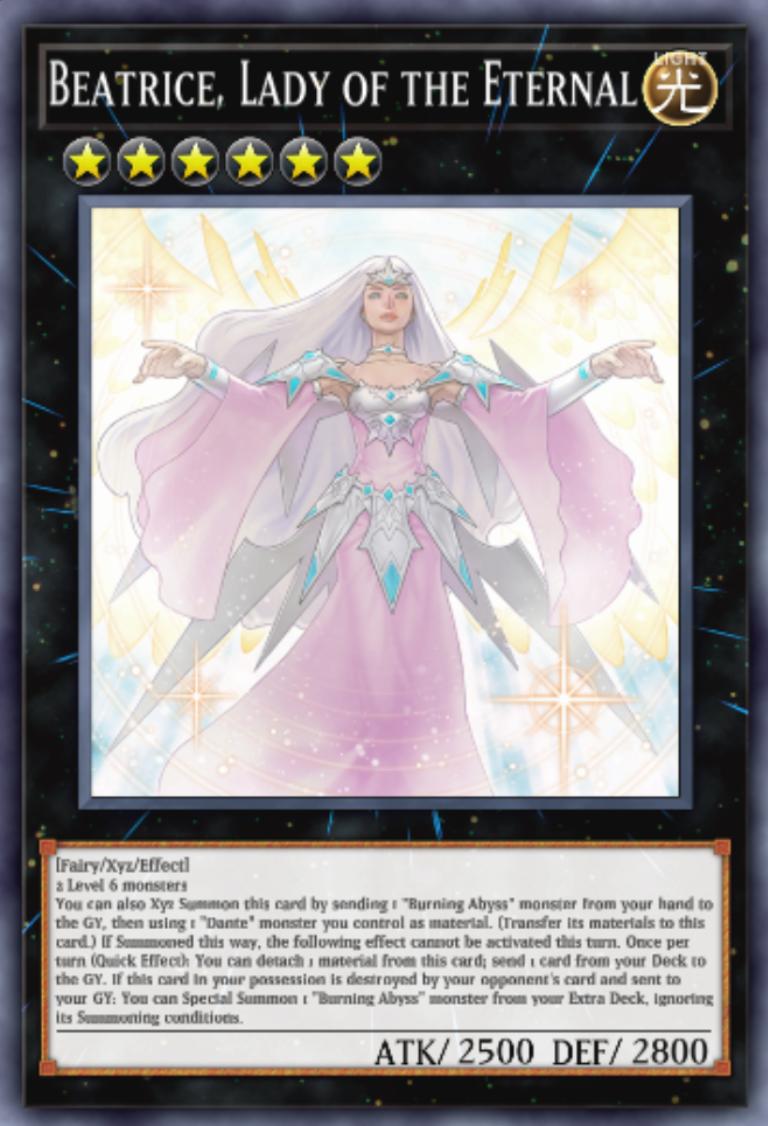 BEATRICE, LADY OF THE ETERNAL
LIGHT
光
[Fairy/Xyz/Effect]
2 Level 6 monsters
You can also Xyz Summon this card by sending 1 "Burning Abyss" monster from your hand to
the GY, then using 1 "Dante" monster you control as material. (Transfer its materials to this
card.) If Summoned this way, the following effect cannot be activated this turn. Once per
turn (Quick Effect): You can detach 1 material from this card; send 1 card from your Deck to
the GY. If this card in your possession is destroyed by your opponent's card and sent to
your GY: You can Special Summon 1 "Burning Abyss" monster from your Extra Deck, ignoring
its Summoning conditions.
ATK/ 2500 DEF/ 2800